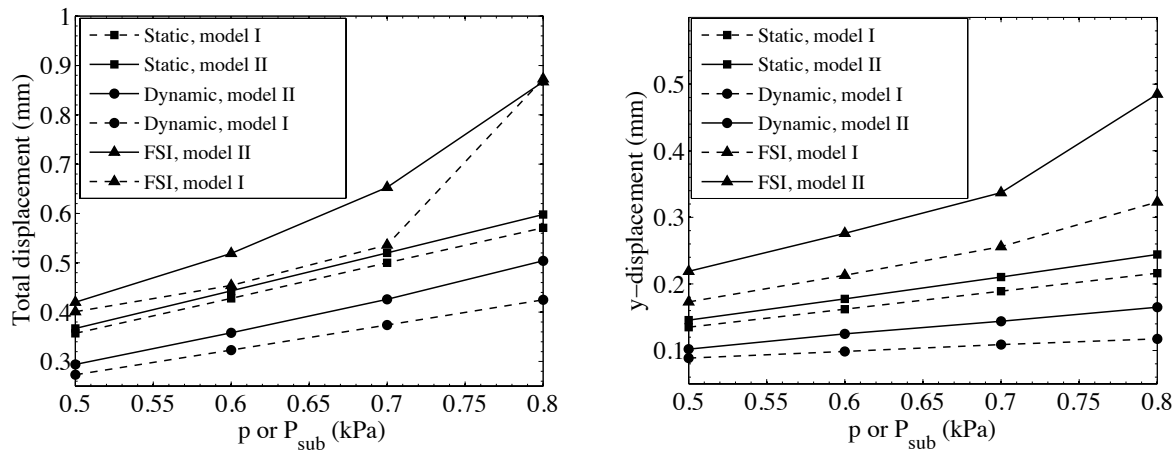 Total displacement (mm)
1
0.9
0.8
0.7
0.6
0.5
0.4
0.3
Static, model I
Static, model II
Dynamic, model II
Dynamic, model I
FSI, model II
FSI, model I
0.5 0.55 0.6 0.65 0.7 0.75 0.8
p or P_sub (kPa)
y−displacement (mm)
0.5
0.4
0.3
0.2
0.1
Static, model I
Static, model II
Dynamic, model I
Dynamic, model II
FSI, model I
FSI, model II
0.5 0.55 0.6 0.65 0.7 0.75 0.8
p or P_sub (kPa)